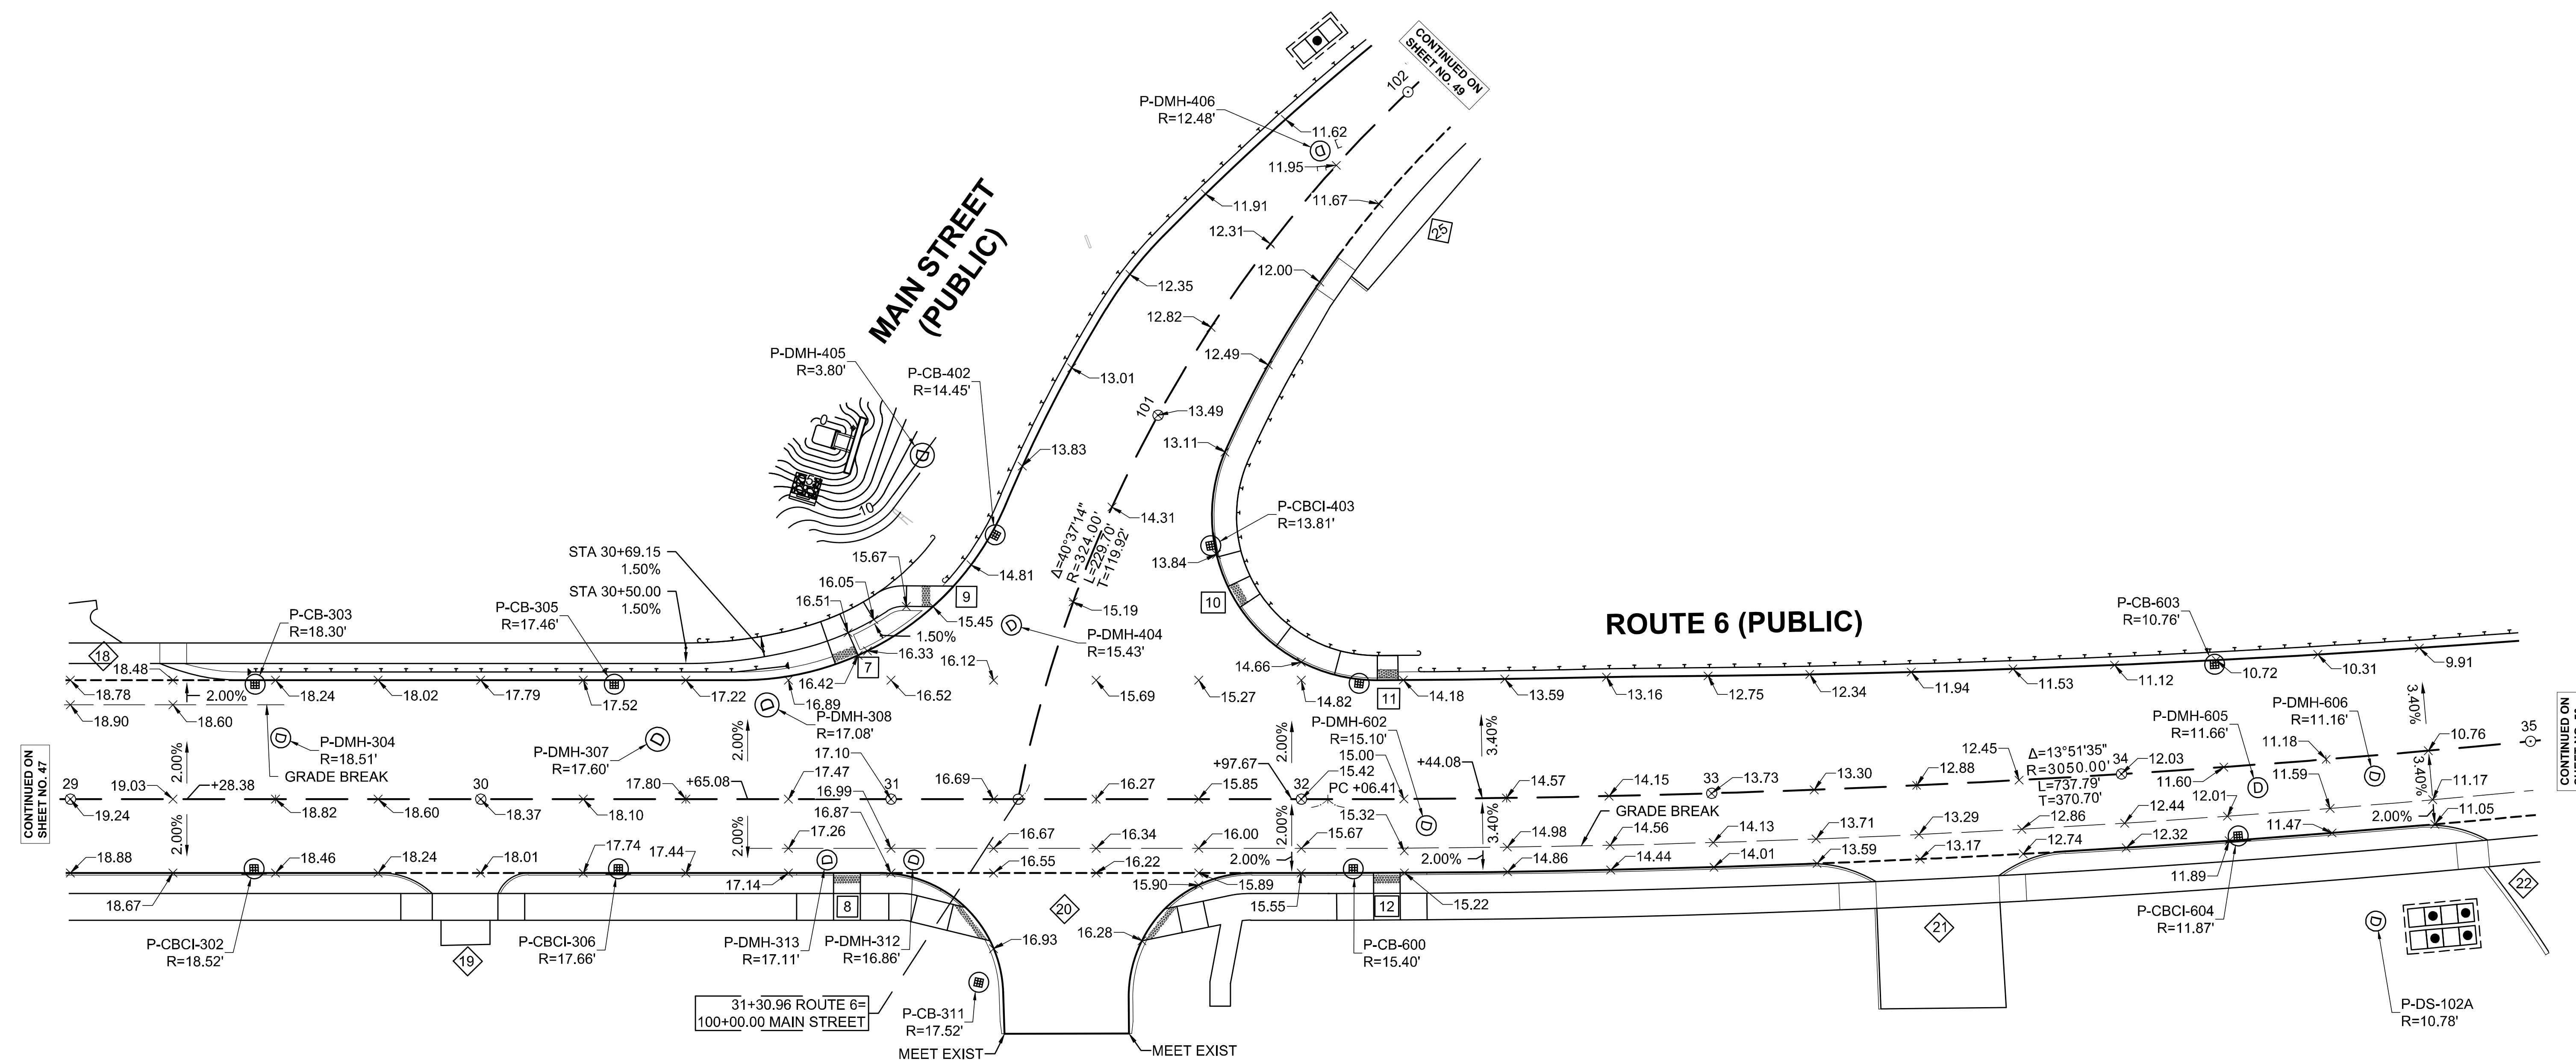 CONTINUED ON
SHEET NO. 49
102
P-DMH-406
R=12.48'
11.62
11.95
11.91
11.67
25
12.31
12.00
12.35
12.82
12.49
MAIN STREET
(PUBLIC)
P-DMH-405
R=3.80'
P-CB-402
R=14.45'
13.01
101
13.49
13.11
13.83
10
P-CBCI-403
R=13.81'
14.31
Δ=40°37'14"
R=324.00'
L=229.70'
T=119.92'
13.84
STA 30+69.15
1.50%
STA 30+50.00
1.50%
15.67
16.05
16.51
14.81
9
10
15.19
15.45
1.50%
P-DMH-404
R=15.43'
16.33
7
16.42
16.12
ROUTE 6 (PUBLIC)
P-CB-603
R=10.76'
P-CB-303
R=18.30'
P-CB-305
R=17.46'
18
18.48
18.78
2.00%
18.24
18.02
17.79
17.52
17.22
16.89
16.52
15.69
15.27
14.66
14.82
11
14.18
13.59
13.16
12.75
12.34
11.94
11.53
11.12
10.72
10.31
9.91
18.90
18.60
P-DMH-304
R=18.51'
GRADE BREAK
P-DMH-307
R=17.60'
P-DMH-308
R=17.08'
P-DMH-602
R=15.10'
P-DMH-605
R=11.66'
P-DMH-606
R=11.16'
3.40%
2.00%
2.00%
2.00%
3.40%
CONTINUED ON
SHEET NO. 47
CONTINUED ON
29
19.03
+28.38
30
17.80
+65.08
17.10
17.47
31
16.99
16.87
16.69
16.27
15.85
+97.67
32
15.42
15.00
PC +06.41
+44.08
14.57
14.15
33
13.73
13.30
12.88
12.45
Δ=13°51'35"
R=3050.00'
L=737.79'
T=370.70'
34
12.03
11.60
11.18
10.76
35
19.24
18.82
18.60
18.37
18.10
2.00%
2.00%
2.00%
3.40%
3.40%
17.26
16.67
16.34
16.00
15.67
15.32
14.98
GRADE BREAK
14.56
14.13
13.71
13.29
12.86
12.44
12.01
11.59
11.17
18.88
18.67
18.46
18.24
18.01
17.74
17.44
17.14
16.55
16.22
15.90
15.89
2.00%
15.55
2.00%
15.22
14.86
14.44
14.01
13.59
13.17
12.74
12.32
11.89
11.47
2.00%
11.05
P-CBCI-302
R=18.52'
19
P-CBCI-306
R=17.66'
8
P-DMH-313
R=17.11'
P-DMH-312
R=16.86'
16.93
20
16.28
12
P-CB-600
R=15.40'
21
P-CBCI-604
R=11.87'
22
P-DS-102A
R=10.78'
31+30.96 ROUTE 6=
100+00.00 MAIN STREET
P-CB-311
R=17.52'
MEET EXIST
MEET EXIST